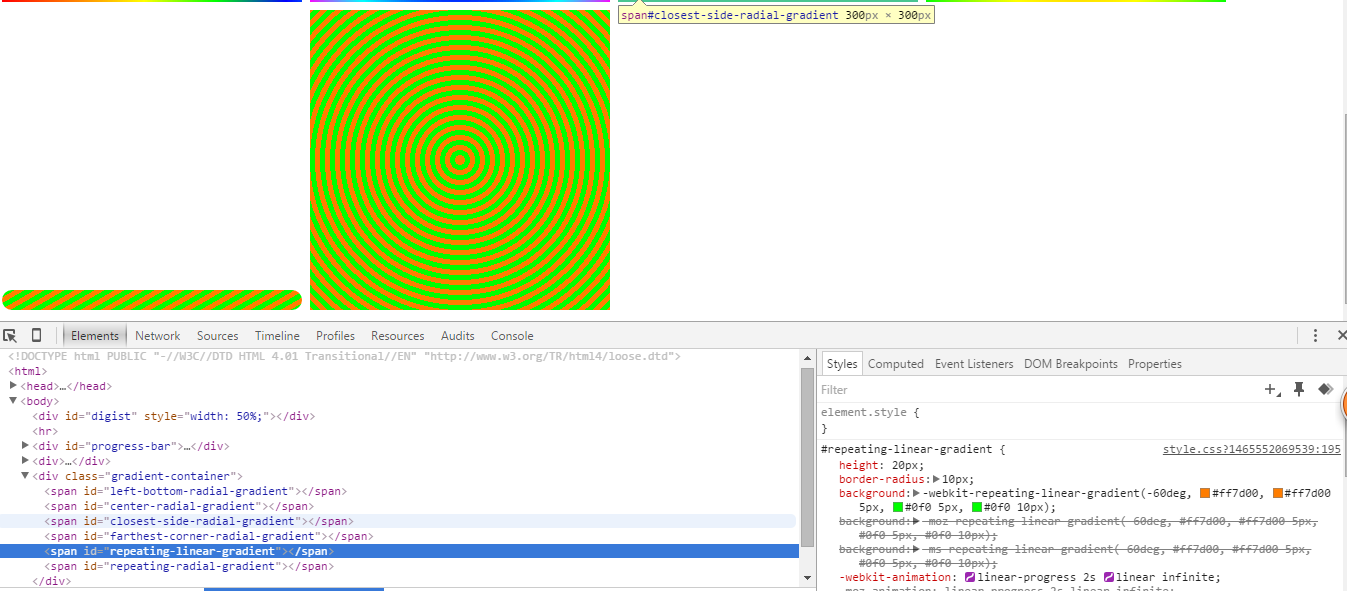 span#closest-side-radial-gradient 300px × 300px
Elements Network Sources Timeline Profiles Resources Audits Console
<!DOCTYPE html PUBLIC "-//W3C//DTD HTML 4.01 Transitional//EN" "http://www.w3.org/TR/html4/loose.dtd">
<html>
<head>…</head>
<body>
<div id="digist" style="width: 50%;"></div>
<hr>
<div id="progress-bar">…</div>
<div>…</div>
<div class="gradient-container">
<span id="left-bottom-radial-gradient"></span>
<span id="center-radial-gradient"></span>
<span id="closest-side-radial-gradient"></span>
<span id="farthest-corner-radial-gradient"></span>
<span id="repeating-linear-gradient"></span>
<span id="repeating-radial-gradient"></span>
</div>
Styles Computed Event Listeners DOM Breakpoints Properties
Filter
element.style {
}
#repeating-linear-gradient { style.css?1465552069539:195
height: 20px;
border-radius: 10px;
background: -webkit-repeating-linear-gradient(-60deg, #ff7d00, #ff7d00
5px, #0f0 5px, #0f0 10px);
background: -moz-repeating-linear-gradient(-60deg, #ff7d00, #ff7d00 5px,
#0f0 5px, #0f0 10px);
background: -ms-repeating-linear-gradient(-60deg, #ff7d00, #ff7d00 5px,
#0f0 5px, #0f0 10px);
-webkit-animation: linear-progress 2s linear infinite;
-moz-animation: linear-progress 2s linear infinite;